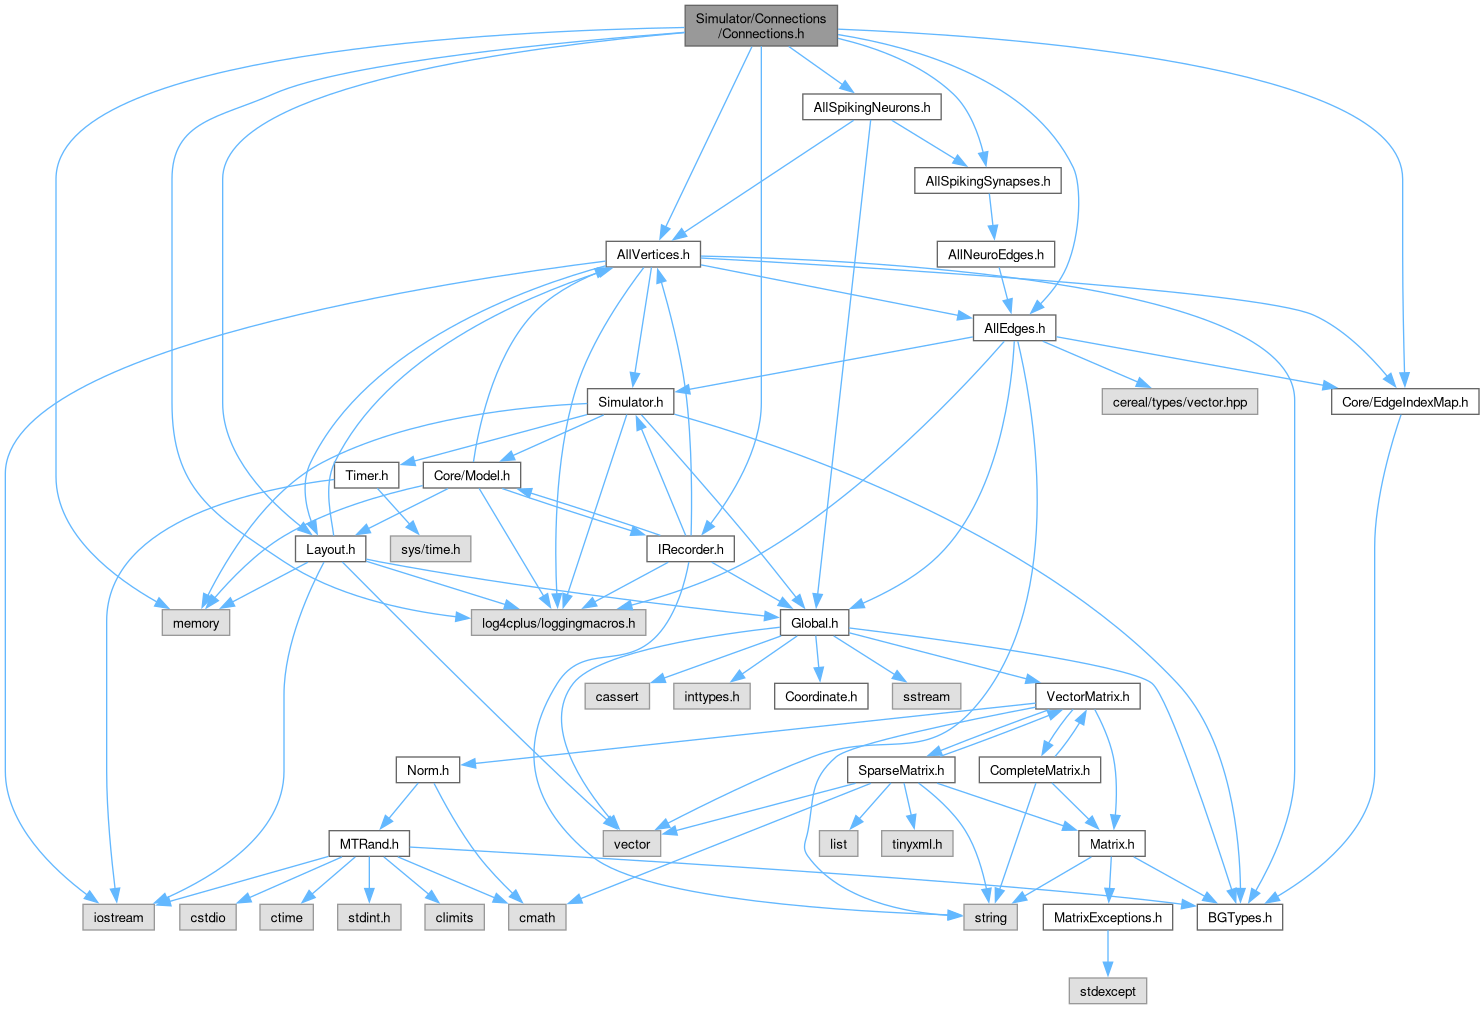 Simulator/Connections
/Connections.h
AllSpikingNeurons.h
AllSpikingSynapses.h
AllVertices.h
AllNeuroEdges.h
AllEdges.h
Simulator.h
cereal/types/vector.hpp
Core/EdgeIndexMap.h
Timer.h
Core/Model.h
Layout.h
sys/time.h
IRecorder.h
memory
log4cplus/loggingmacros.h
Global.h
cassert
inttypes.h
Coordinate.h
sstream
VectorMatrix.h
Norm.h
SparseMatrix.h
CompleteMatrix.h
MTRand.h
vector
list
tinyxml.h
Matrix.h
iostream
cstdio
ctime
stdint.h
climits
cmath
string
MatrixExceptions.h
BGTypes.h
stdexcept